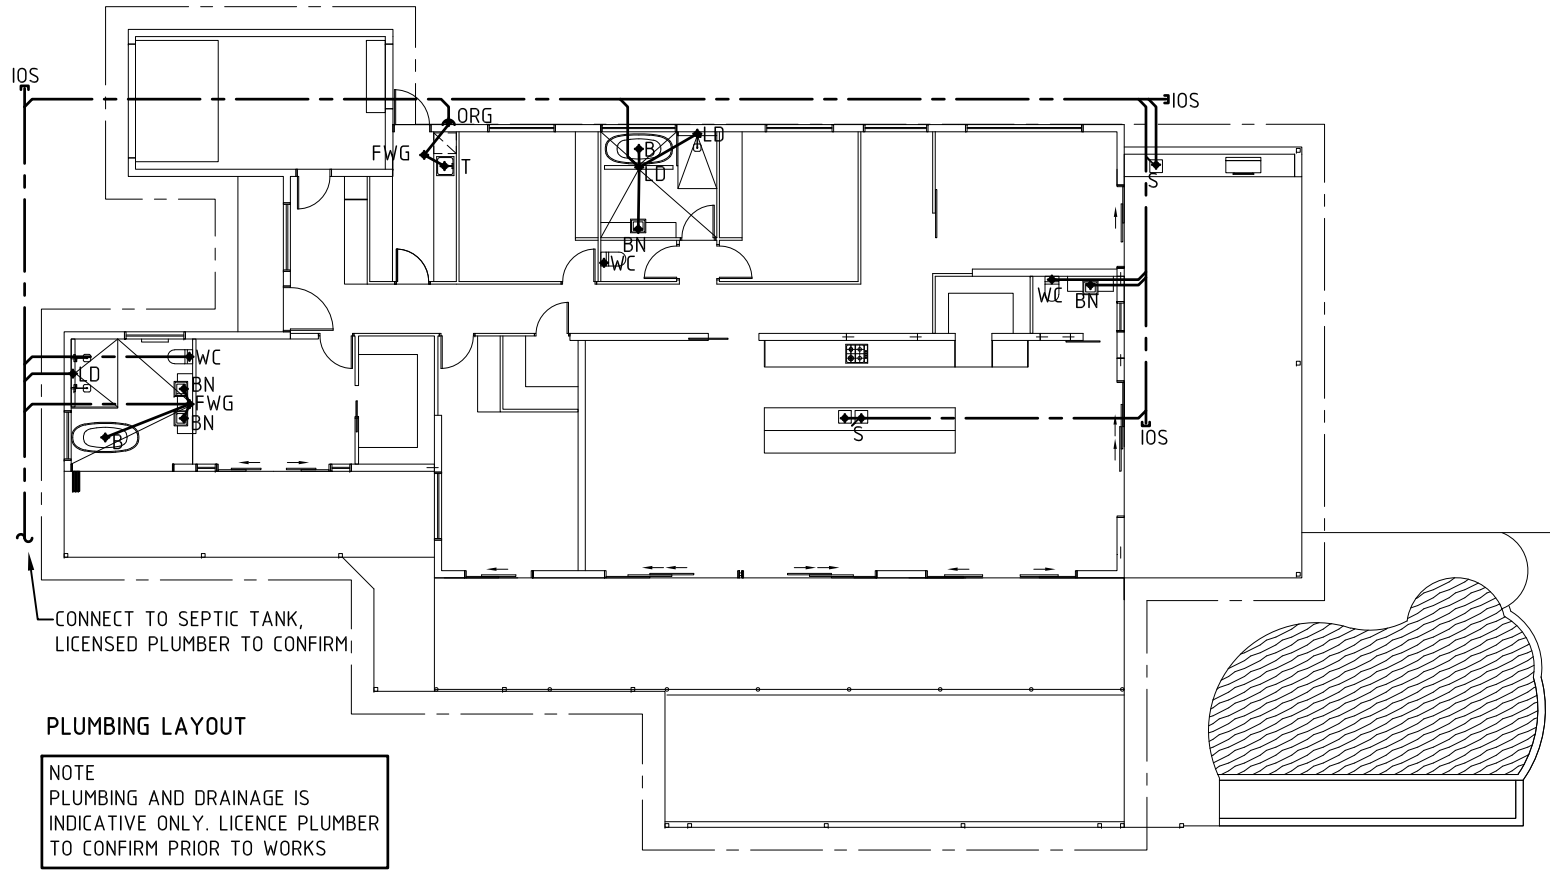 IOS
IOS
ORG
FWG
T
B
LD
LD
S
BN
WC
WC
BN
WC
LD
BN
FWG
BN
B
S
IOS
CONNECT TO SEPTIC TANK,
LICENSED PLUMBER TO CONFIRM
PLUMBING LAYOUT
NOTE
PLUMBING AND DRAINAGE IS
INDICATIVE ONLY. LICENCE PLUMBER
TO CONFIRM PRIOR TO WORKS